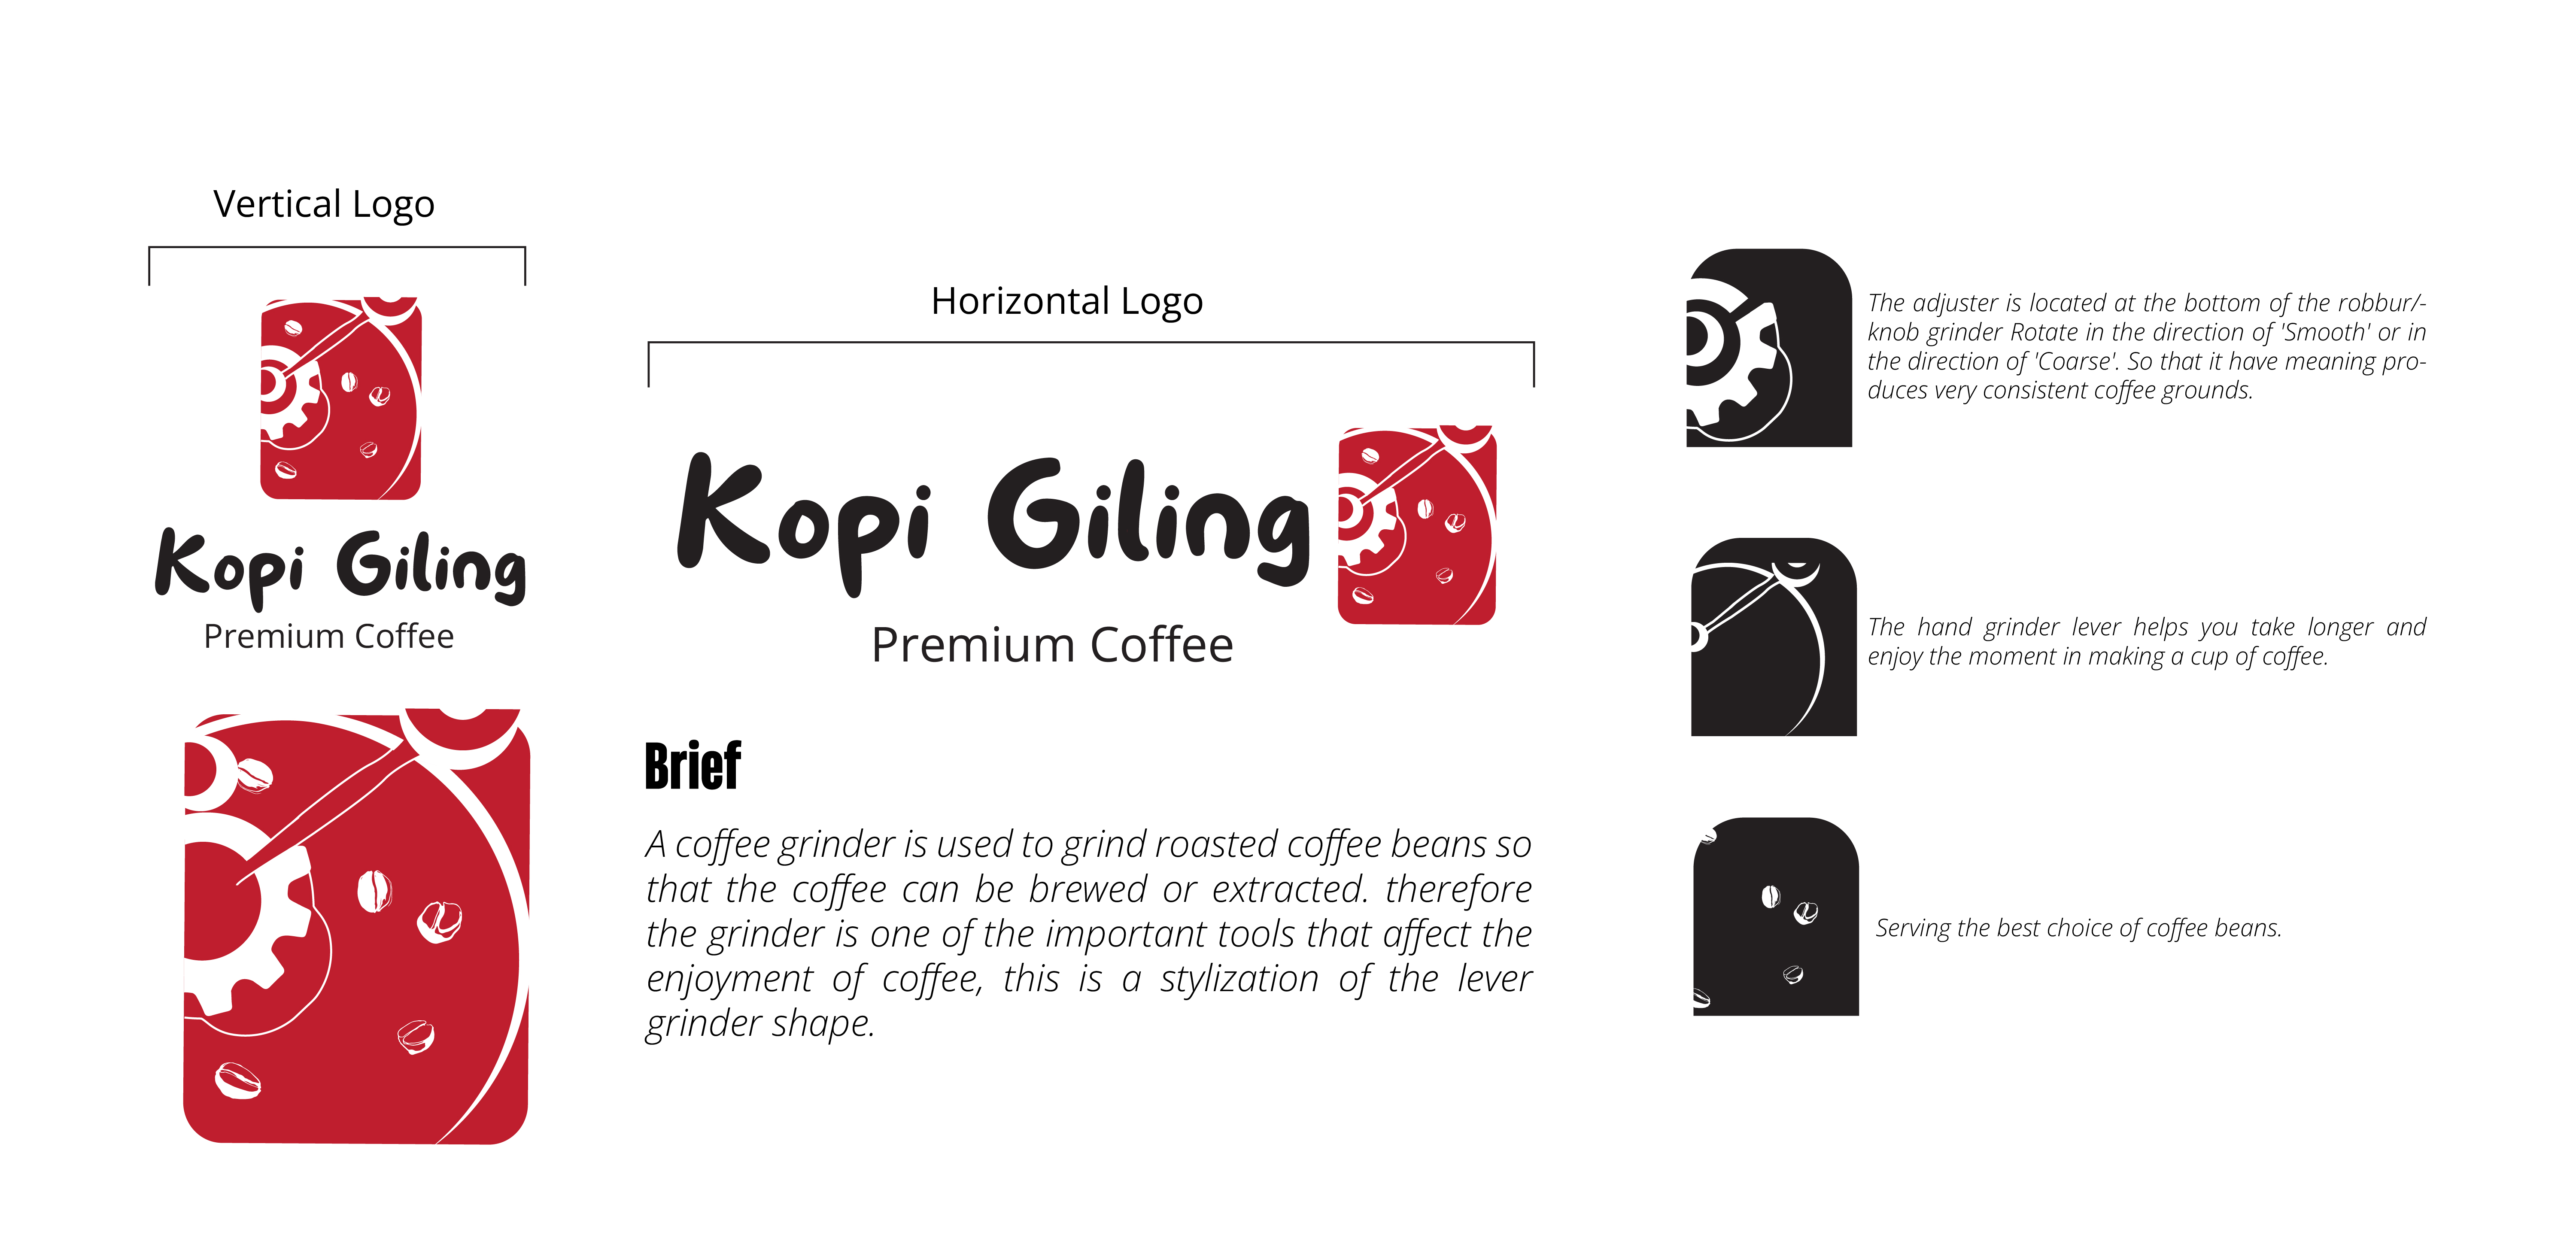 Vertical Logo
Kopi Giling
Premium Coffee
Horizontal Logo
Kopi Giling
Premium Coffee
Brief
A coffee grinder is used to grind roasted coffee beans so
that the coffee can be brewed or extracted. therefore
the grinder is one of the important tools that affect the
enjoyment of coffee, this is a stylization of the lever
grinder shape.
The adjuster is located at the bottom of the robbur/-
knob grinder Rotate in the direction of 'Smooth' or in
the direction of 'Coarse'. So that it have meaning pro-
duces very consistent coffee grounds.
The hand grinder lever helps you take longer and
enjoy the moment in making a cup of coffee.
Serving the best choice of coffee beans.